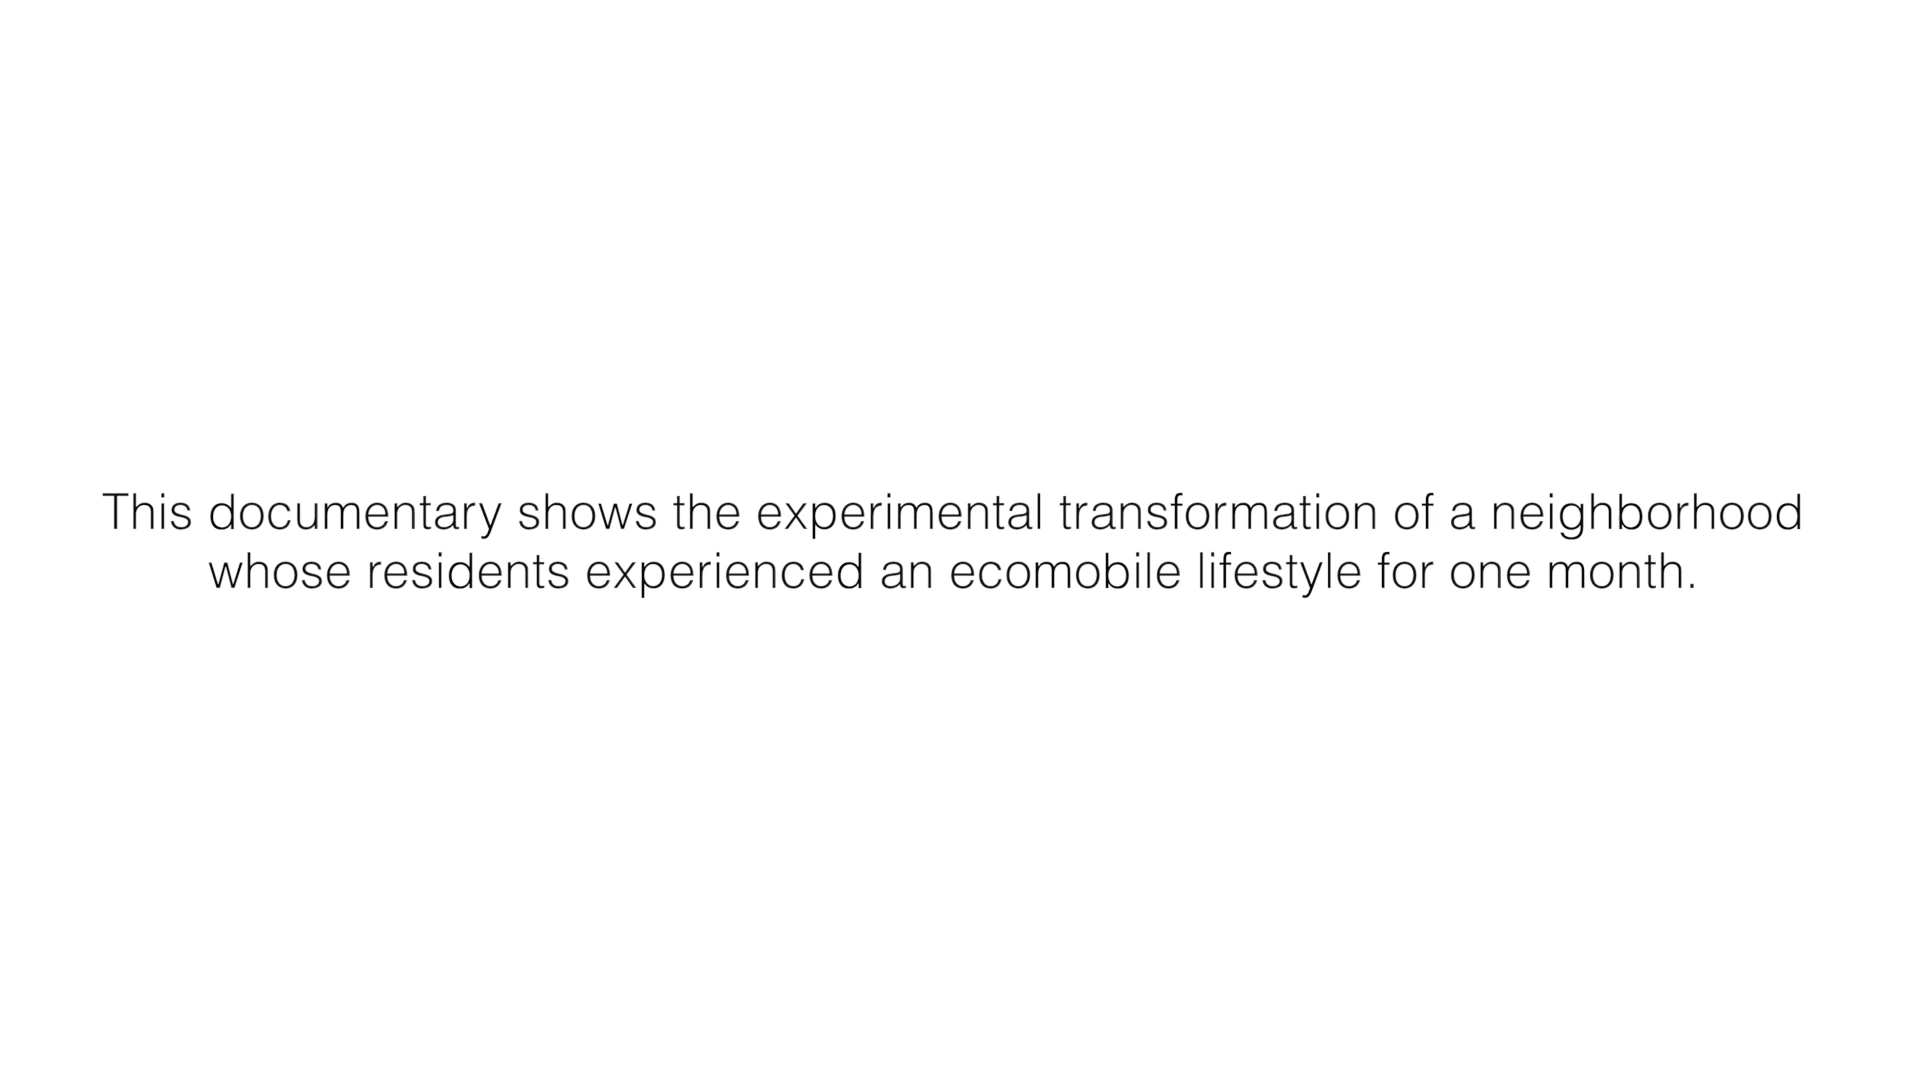 This documentary shows the experimental transformation of a neighborhood
whose residents experienced an ecomobile lifestyle for one month.